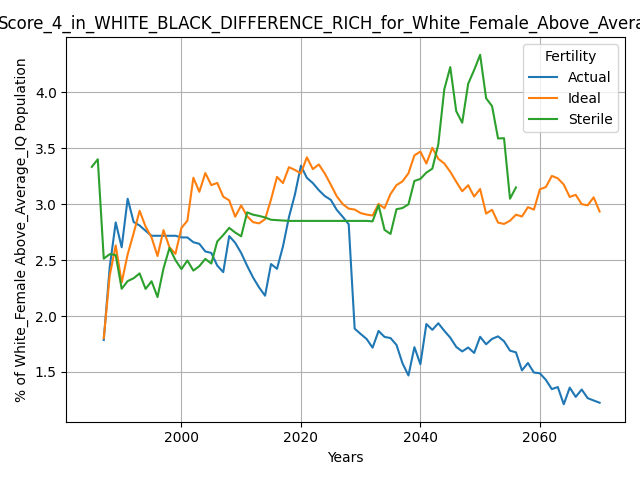 Score_4_in_WHITE_BLACK_DIFFERENCE_RICH_for_White_Female_Above_Avera
% of White_Female Above_Average_IQ Population
4.0
3.5
3.0
2.5
2.0
1.5
Fertility
Actual
Ideal
Sterile
2000
2020
2040
2060
Years